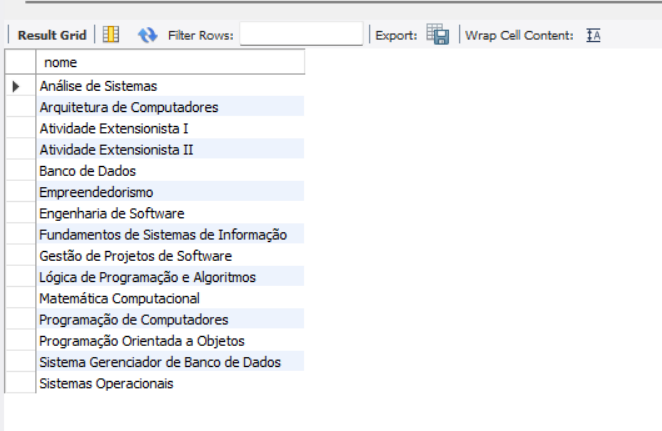 Result Grid Filter Rows: Export: Wrap Cell Content: IA
nome
Análise de Sistemas
Arquitetura de Computadores
Atividade Extensionista I
Atividade Extensionista II
Banco de Dados
Empreendedorismo
Engenharia de Software
Fundamentos de Sistemas de Informação
Gestão de Projetos de Software
Lógica de Programação e Algoritmos
Matemática Computacional
Programação de Computadores
Programação Orientada a Objetos
Sistema Gerenciador de Banco de Dados
Sistemas Operacionais